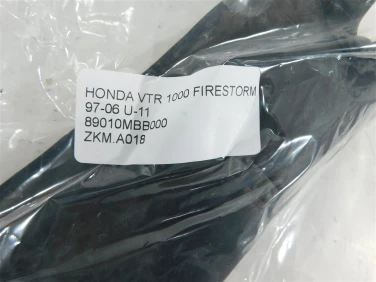 HONDA VTR 1000 FIRESTORM
97-06 U-11
89010MBB000
ZKM.A018